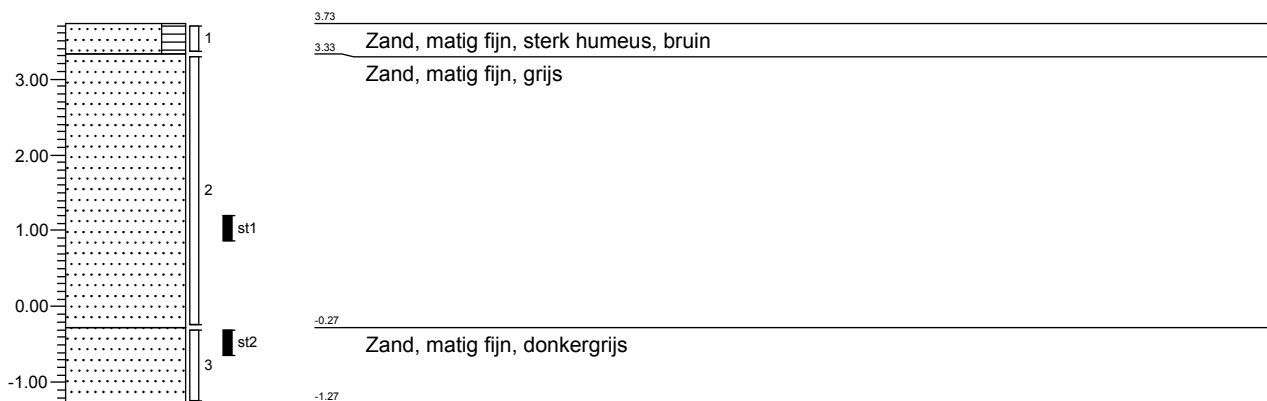 3.73
1
Zand, matig fijn, sterk humeus, bruin
3.33
Zand, matig fijn, grijs
3.00
2.00
2
1.00
st1
0.00
-0.27
st2
Zand, matig fijn, donkergrijs
3
-1.00
-1.27